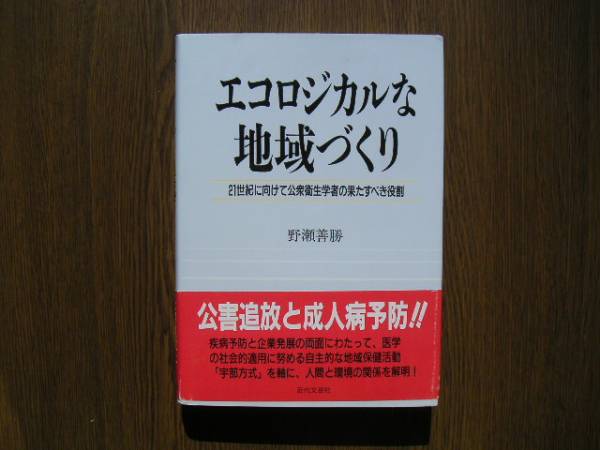 エコロジカルな
地域づくり
21世紀に向けて公衆衛生学者の果たすべき役割
野瀬善勝
公害追放と成人病予防!!
疾病予防と企業発展の両面にわたって、医学
の社会的適用に努める自主的な地域保健活動
「宇部方式」を軸に、人間と環境の関係を解明!
近代文芸社